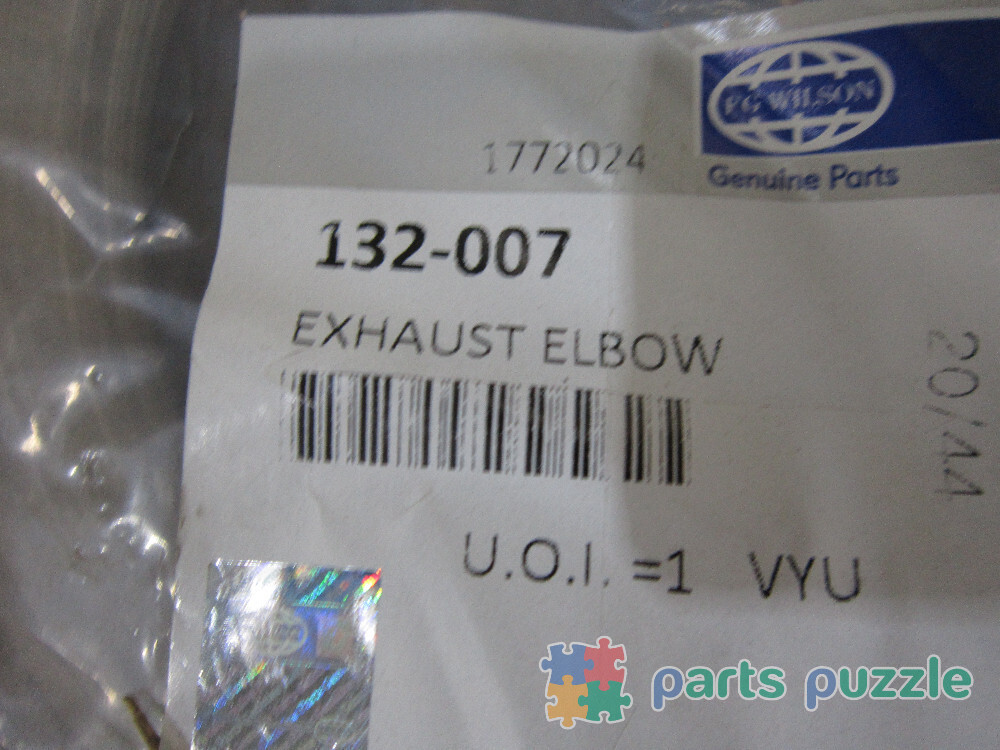 FG WILSON
Genuine Parts
1772024
132-007
EXHAUST ELBOW
20/44
U.O.I. =1 VYU
parts puzzle